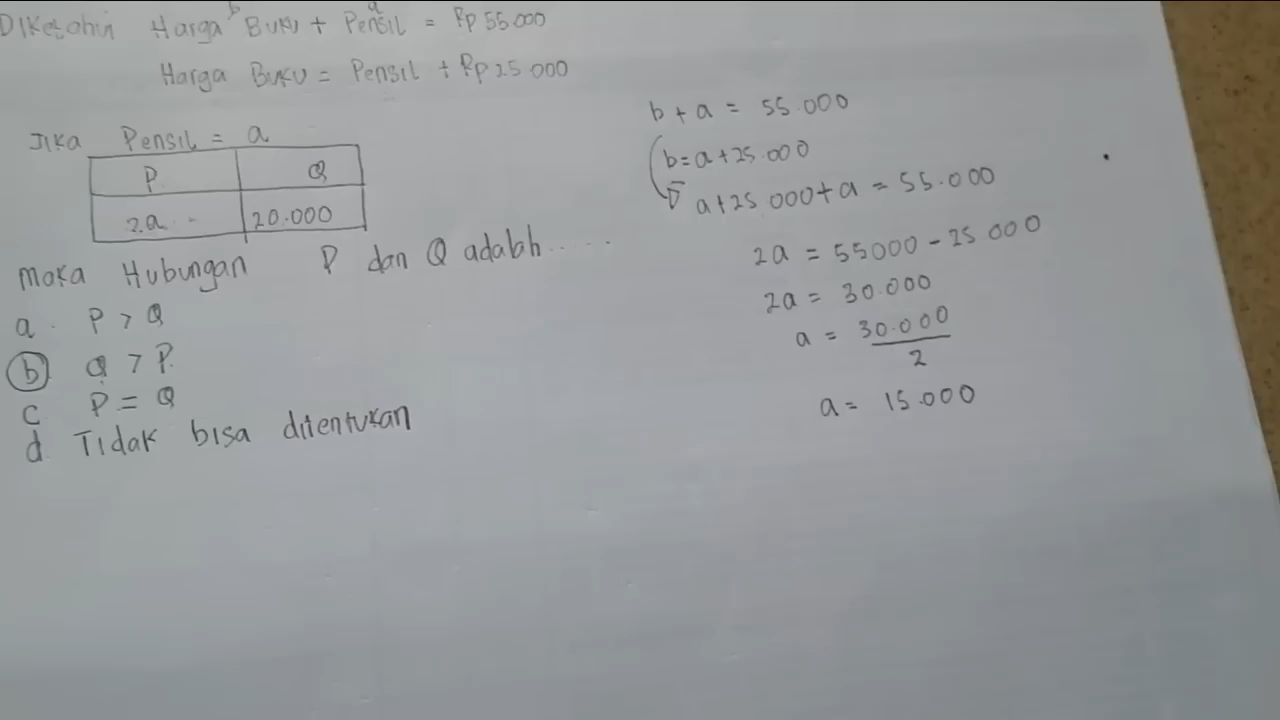 Diketahui Harga Buku + Pensil = Rp 55.000
b a
Harga Buku = Pensil + Rp 25 000
Jika Pensil = a
P Q
2a 20.000
maka Hubungan P dan Q adalah......
a. P > Q
b Q > P.
c P = Q
d. Tidak bisa ditentukan
b + a = 55.000
b = a + 25.000
a + 25 000 + a = 55.000
2a = 55000 - 25 000
2a = 30.000
a = 30.000
2
a = 15.000